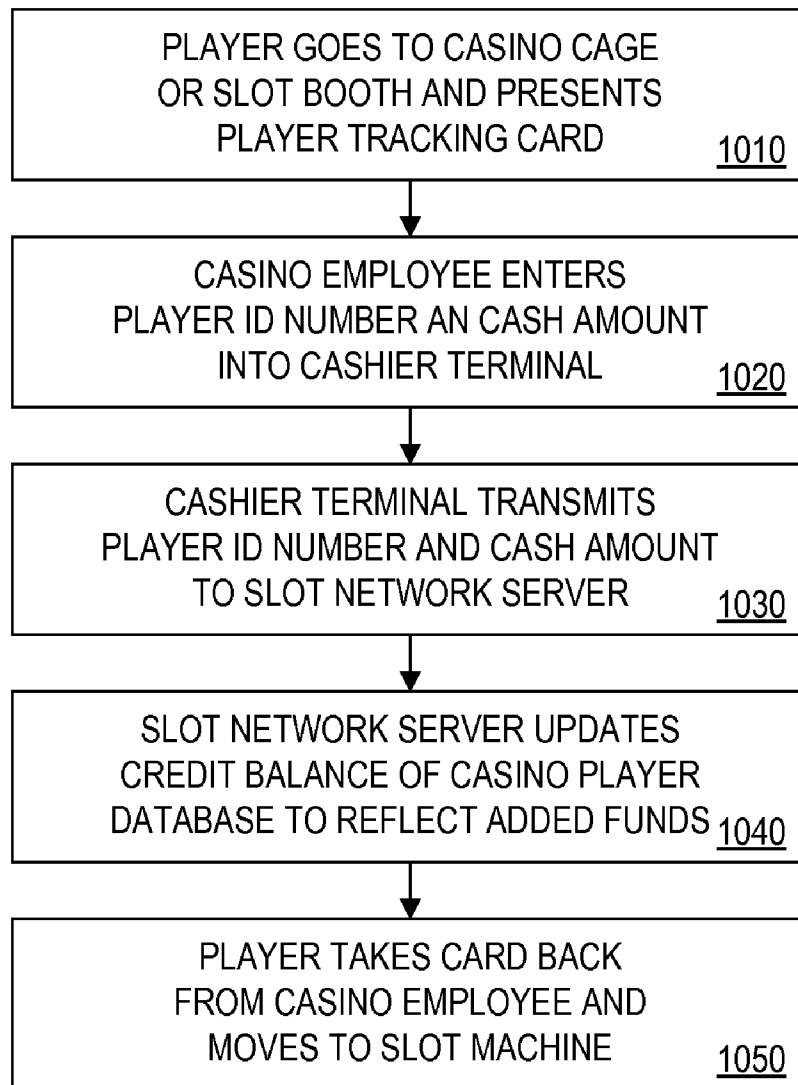 PLAYER GOES TO CASINO CAGE
OR SLOT BOOTH AND PRESENTS
PLAYER TRACKING CARD
1010
CASINO EMPLOYEE ENTERS
PLAYER ID NUMBER AN CASH AMOUNT
INTO CASHIER TERMINAL
1020
CASHIER TERMINAL TRANSMITS
PLAYER ID NUMBER AND CASH AMOUNT
TO SLOT NETWORK SERVER
1030
SLOT NETWORK SERVER UPDATES
CREDIT BALANCE OF CASINO PLAYER
DATABASE TO REFLECT ADDED FUNDS
1040
PLAYER TAKES CARD BACK
FROM CASINO EMPLOYEE AND
MOVES TO SLOT MACHINE
1050